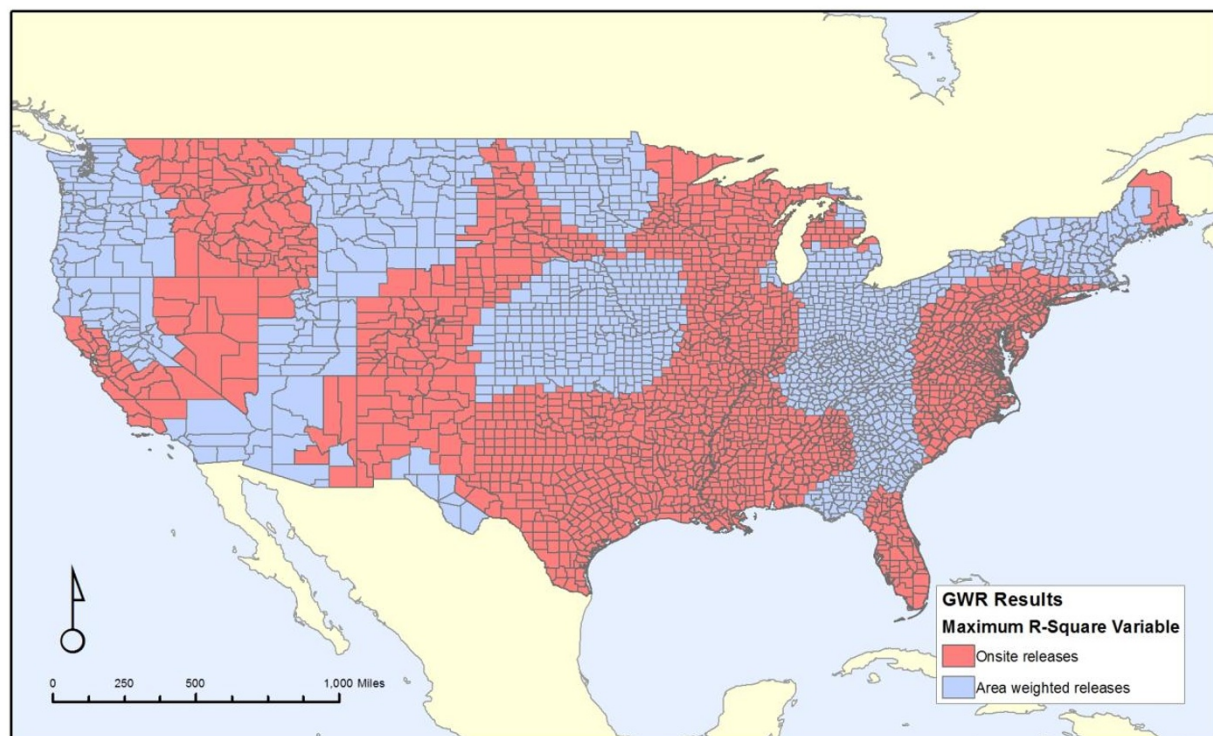 GWR Results
Maximum R-Square Variable
Onsite releases
Area weighted releases
0 250 500 1,000 Miles